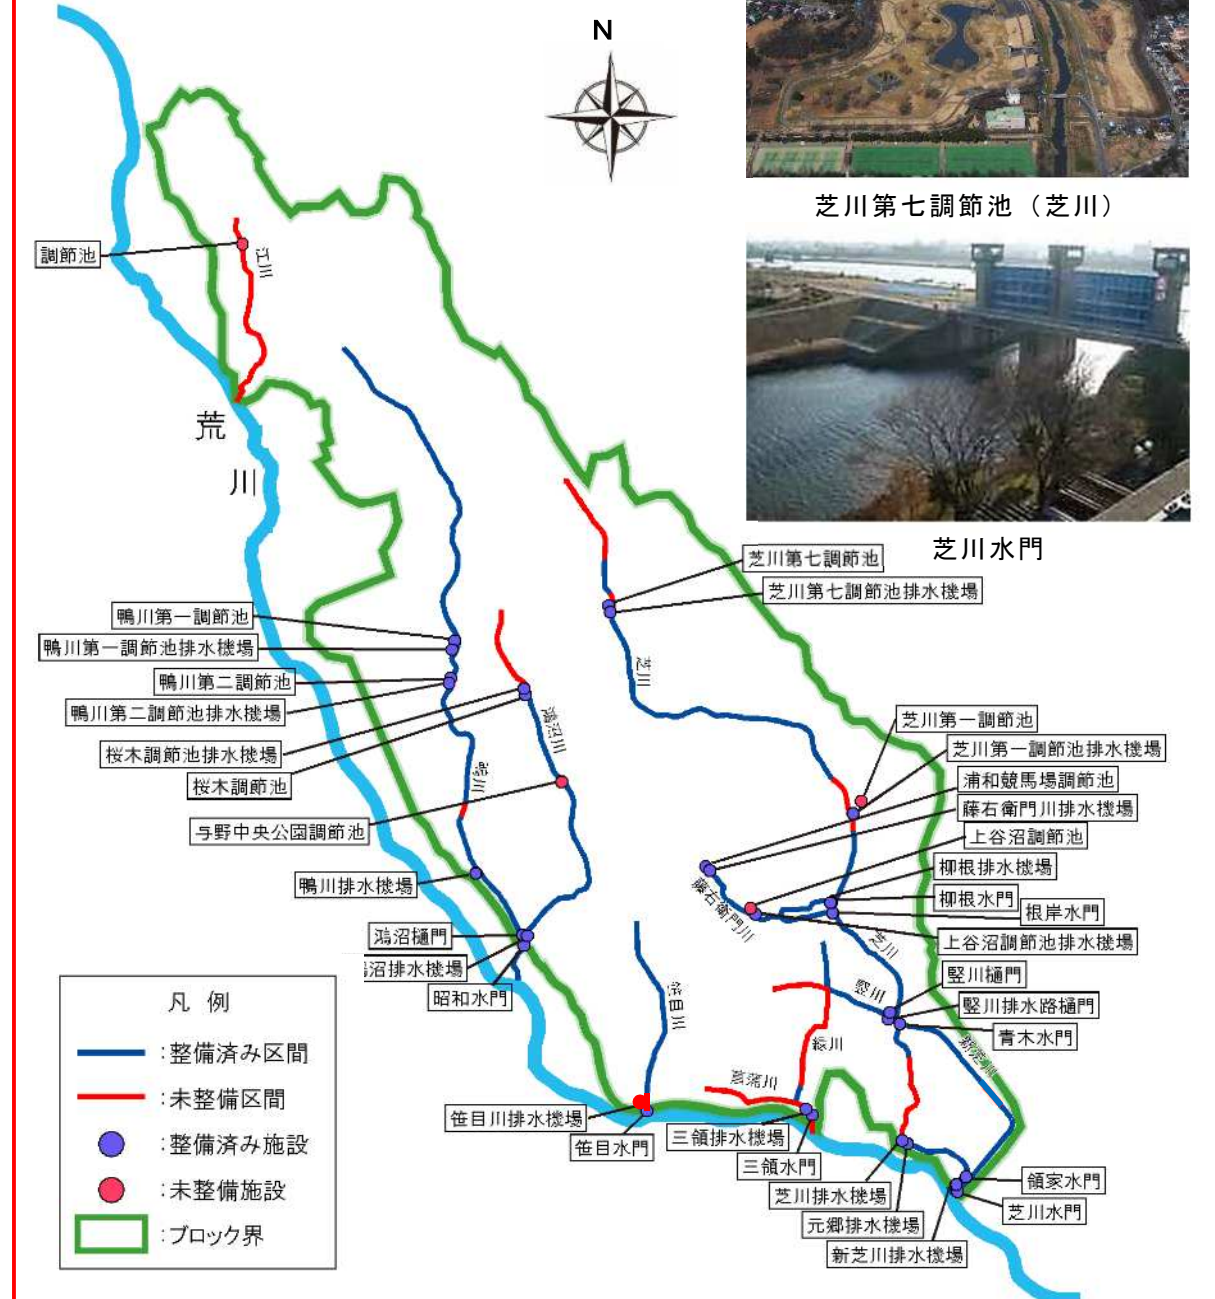 N
芝川第七調節池（芝川）
調節池
江川
荒
川
芝川水門
芝川第七調節池
芝川第七調節池排水機場
鴨川第一調節池
鴨川第一調節池排水機場
鴨川第二調節池
鴨川第二調節池排水機場
桜木調節池排水機場
桜木調節池
与野中央公園調節池
鴨川排水機場
鴻沼樋門
鴻沼排水機場
昭和水門
芝川
鴻沼川
鴨川
芝川第一調節池
芝川第一調節池排水機場
浦和競馬場調節池
藤右衛門川排水機場
上谷沼調節池
柳根排水機場
柳根水門
根岸水門
上谷沼調節池排水機場
藤右衛門川
芝川
竪川樋門
竪川排水路樋門
青木水門
竪川
新芝川
笹目川
緑川
菖蒲川
笹目川排水機場
笹目水門
三領排水機場
三領水門
芝川排水機場
元郷排水機場
新芝川排水機場
領家水門
芝川水門
凡 例
：整備済み区間
：未整備区間
：整備済み施設
：未整備施設
：ブロック界